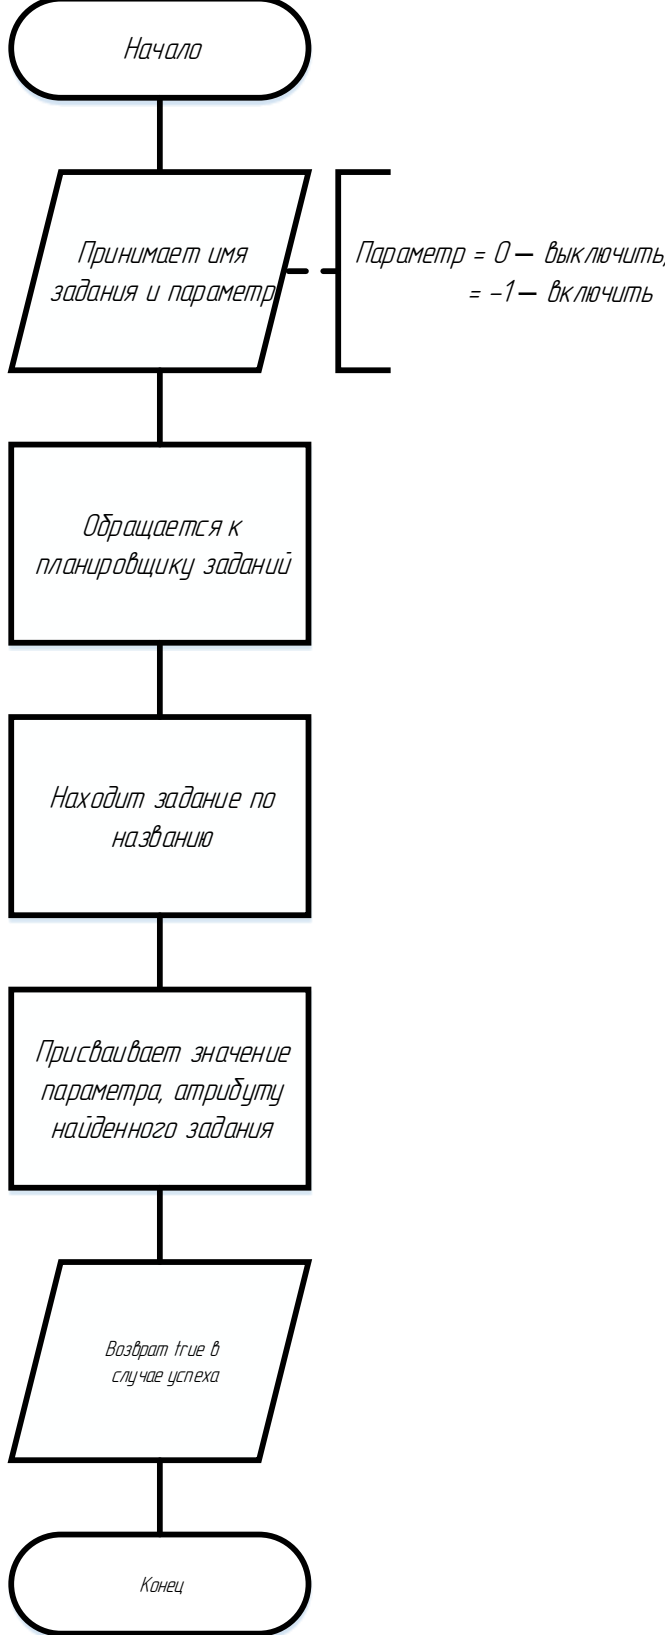 Начало
Принимает имя
задания и параметр
Параметр = 0 – выключить,
= -1 – включить
Обращается к
планировщику заданий
Находит задание по
названию
Присваивает значение
параметра, атрибуту
найденного задания
Возврат true в
случае успеха
Конец